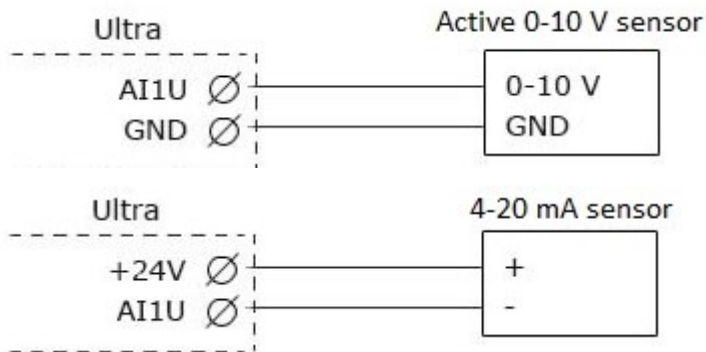 Ultra
Active 0-10 V sensor
AI1U
0-10 V
GND
GND
Ultra
4-20 mA sensor
+24V
+
AI1U
-